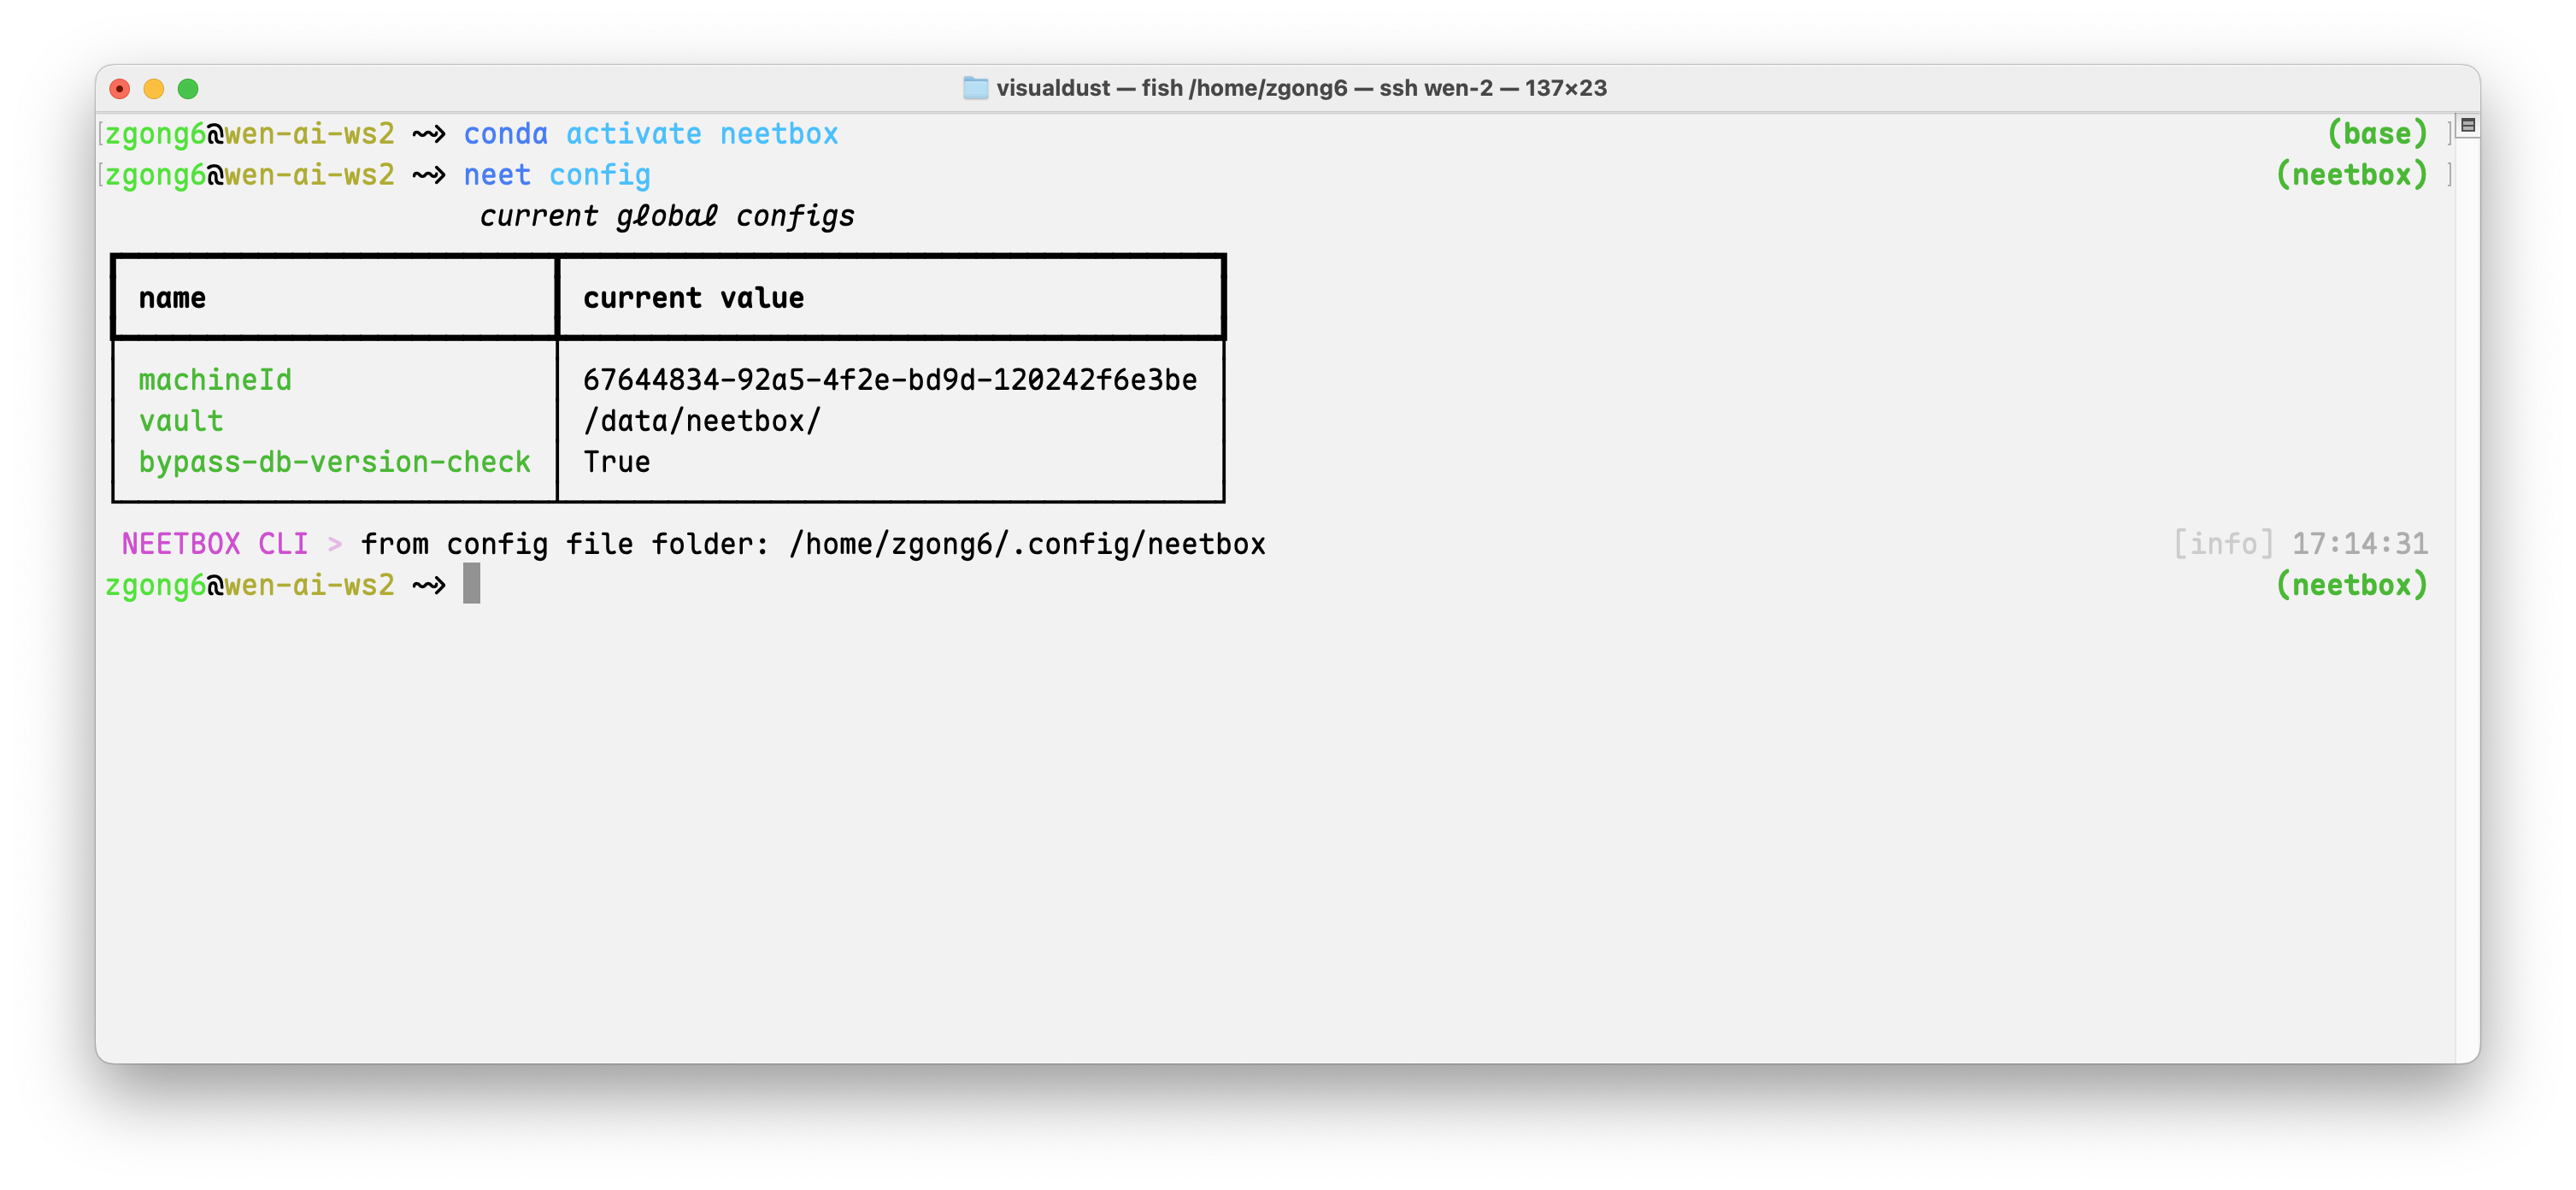 visualdust — fish /home/zgong6 — ssh wen-2 — 137×23
[zgong6@wen-ai-ws2 ⤳ conda activate neetbox (base) ]
[zgong6@wen-ai-ws2 ⤳ neet config (neetbox) ]
current global configs
name current value
machineId 67644834-92a5-4f2e-bd9d-120242f6e3be
vault /data/neetbox/
bypass-db-version-check True
NEETBOX CLI > from config file folder: /home/zgong6/.config/neetbox [info] 17:14:31
zgong6@wen-ai-ws2 ⤳ (neetbox)